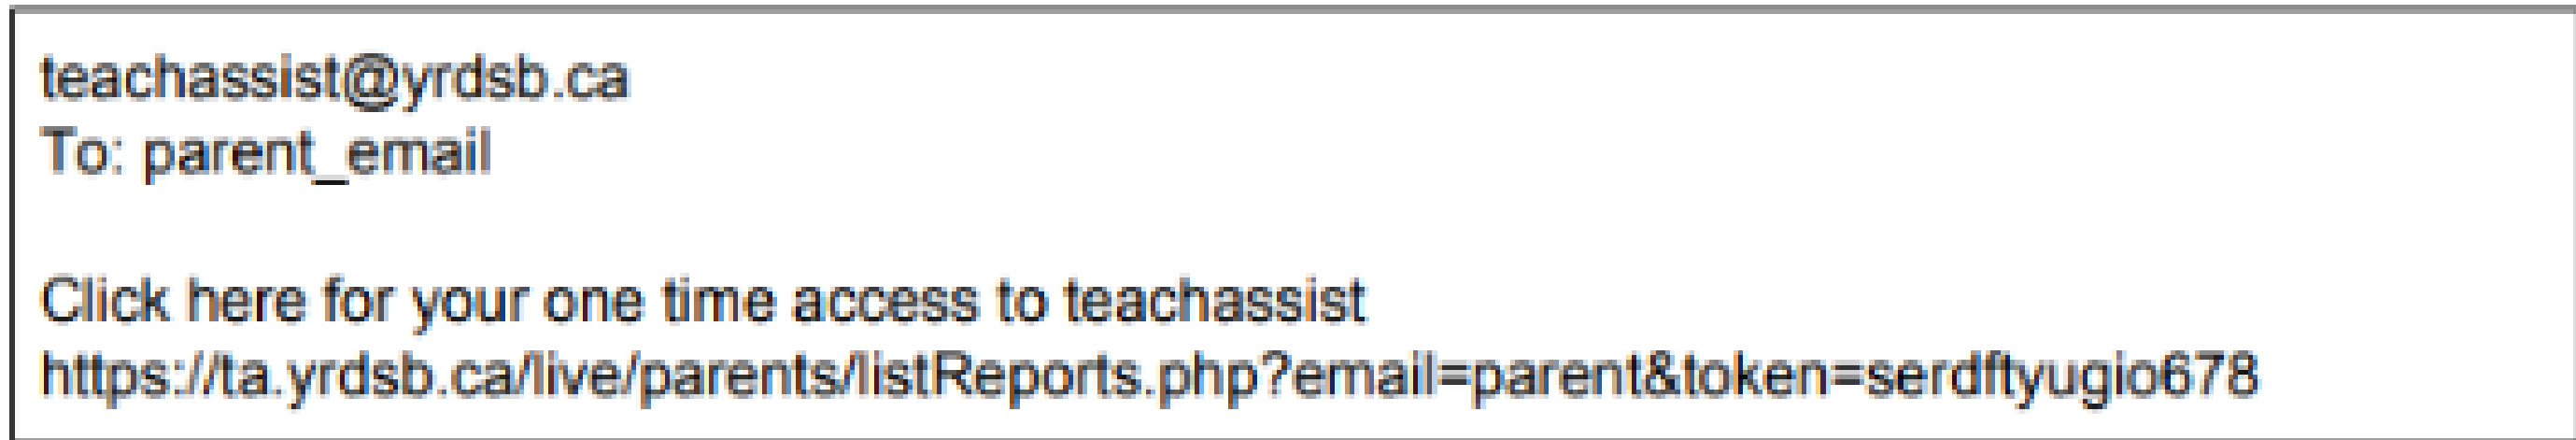 teachassist@yrdsb.ca
To: parent_email
Click here for your one time access to teachassist
https://ta.yrdsb.ca/live/parents/listReports.php?email=parent&token=serdftyugio678